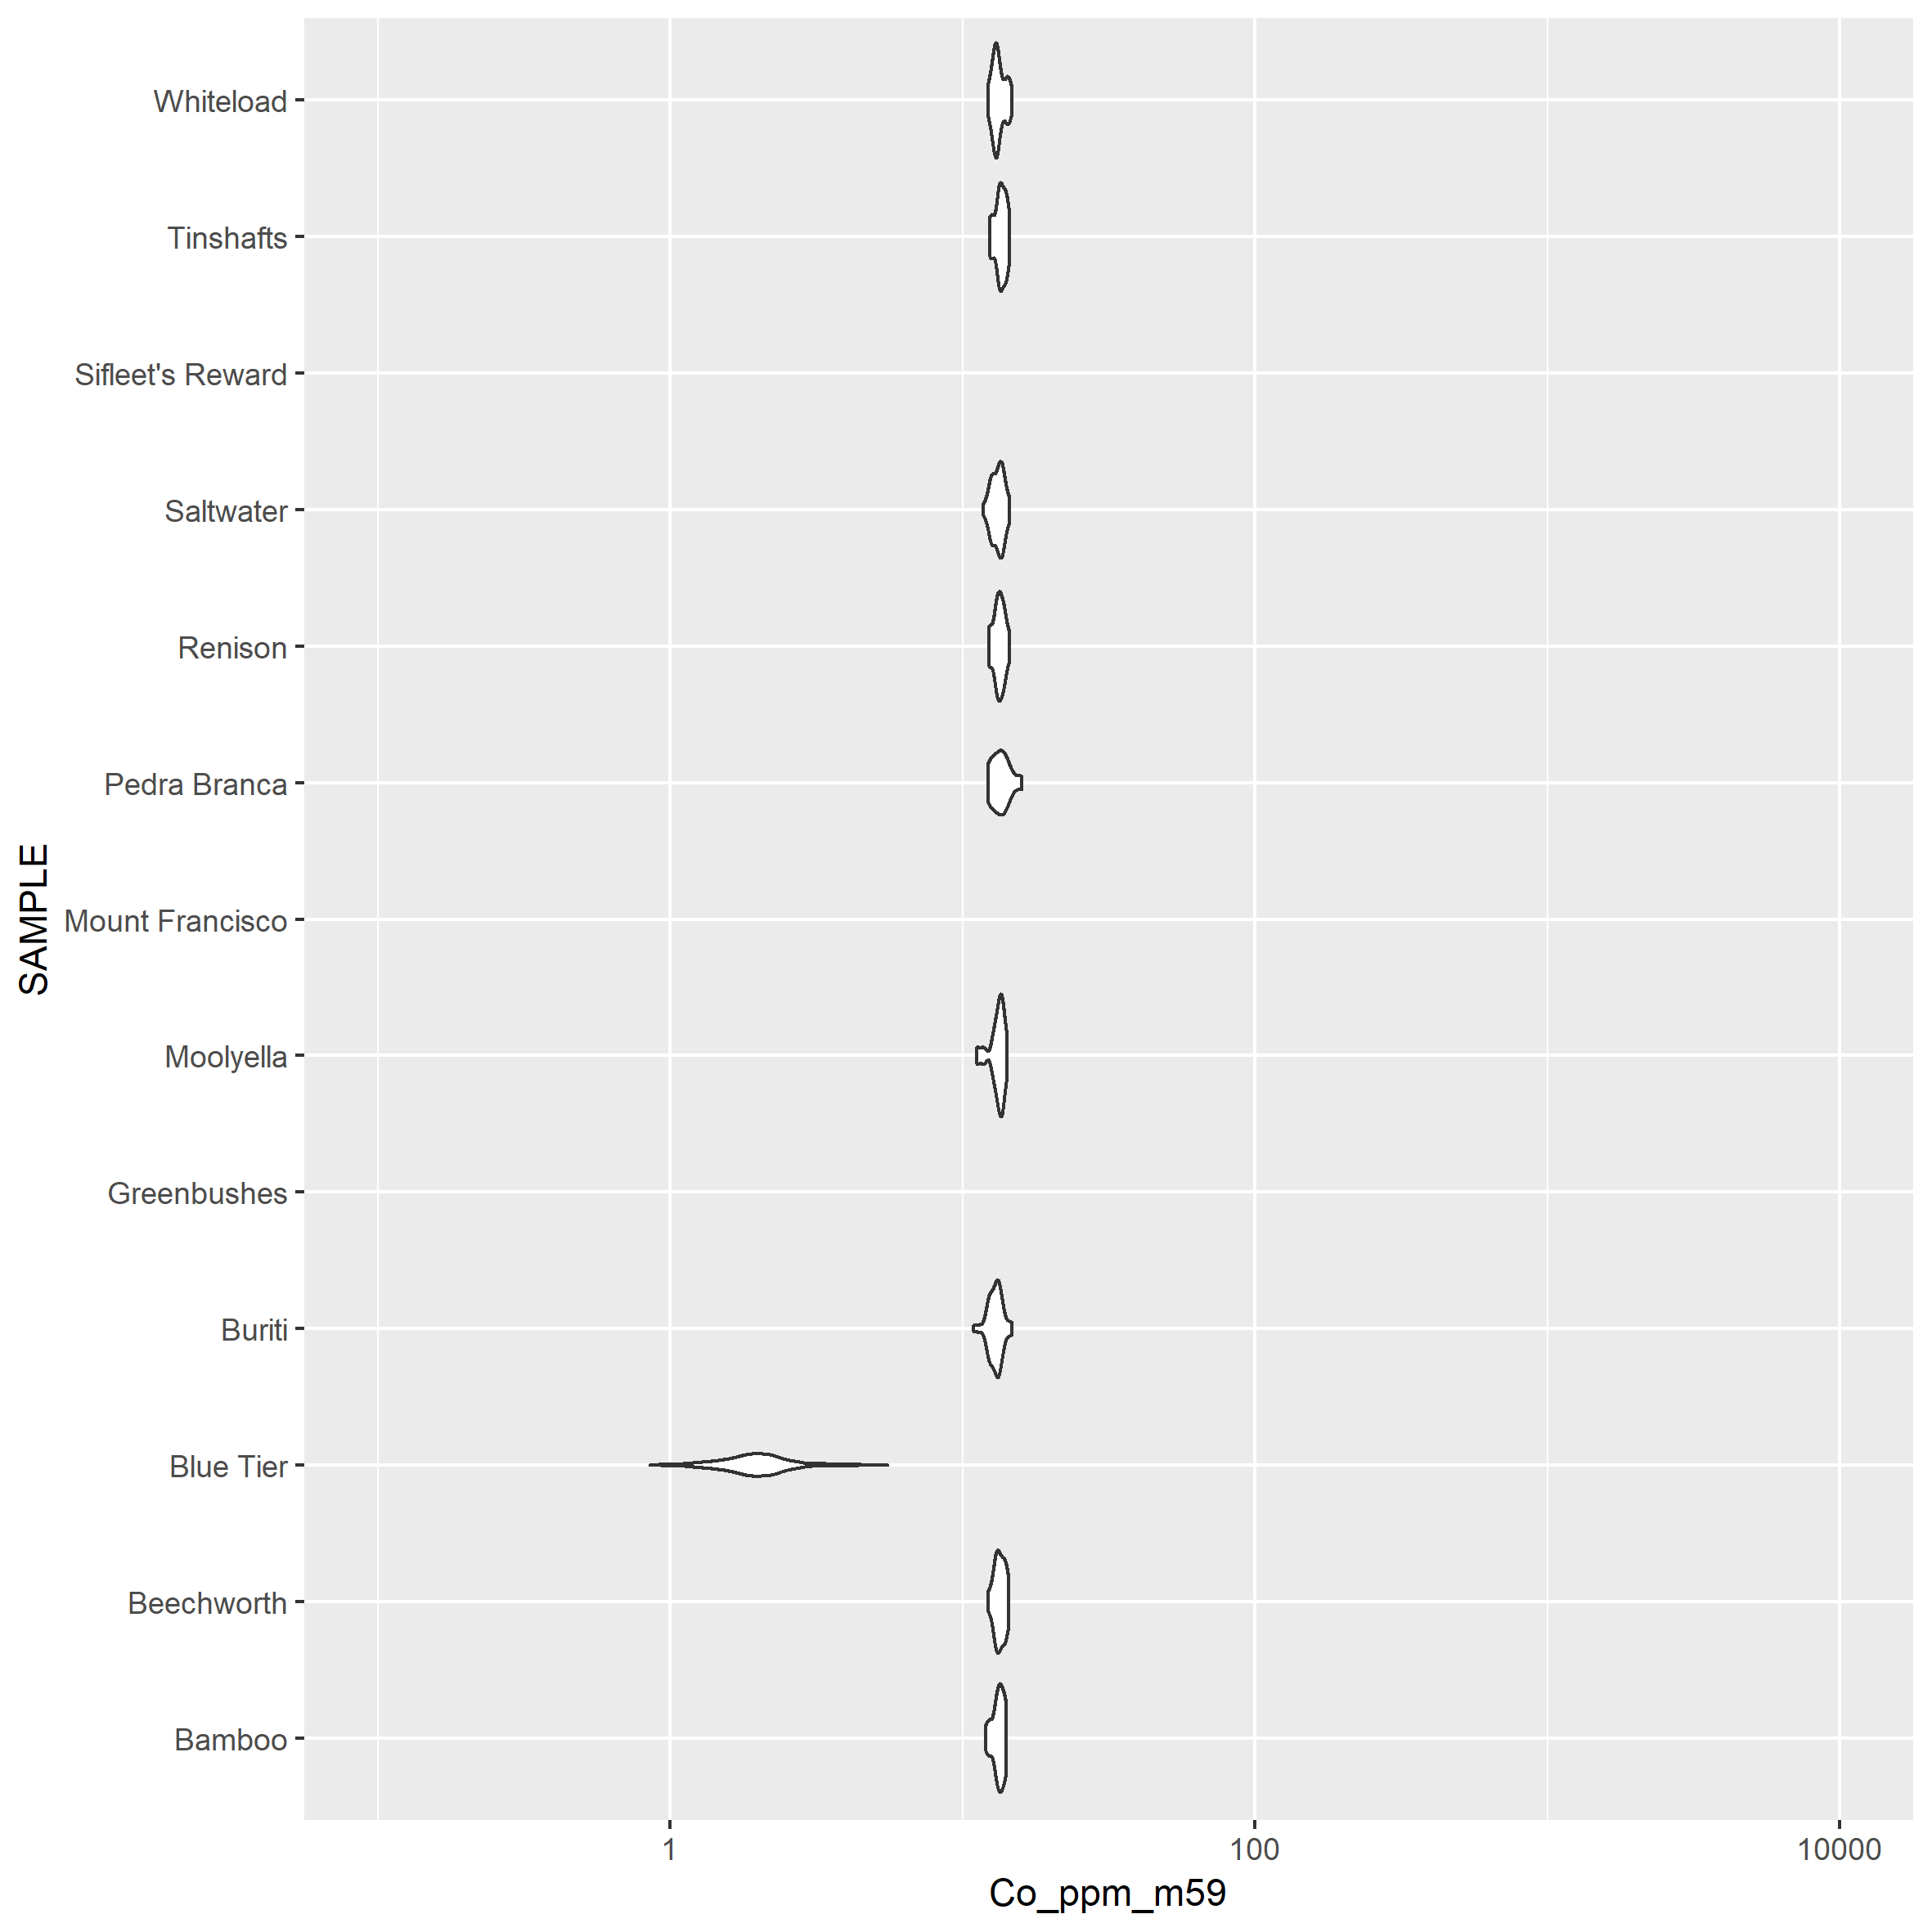 Whiteload
Tinshafts
Sifleet's Reward
Saltwater
Renison
Pedra Branca
Mount Francisco
Moolyella
Greenbushes
Buriti
Blue Tier
Beechworth
Bamboo
SAMPLE
1 100 10000
Co_ppm_m59